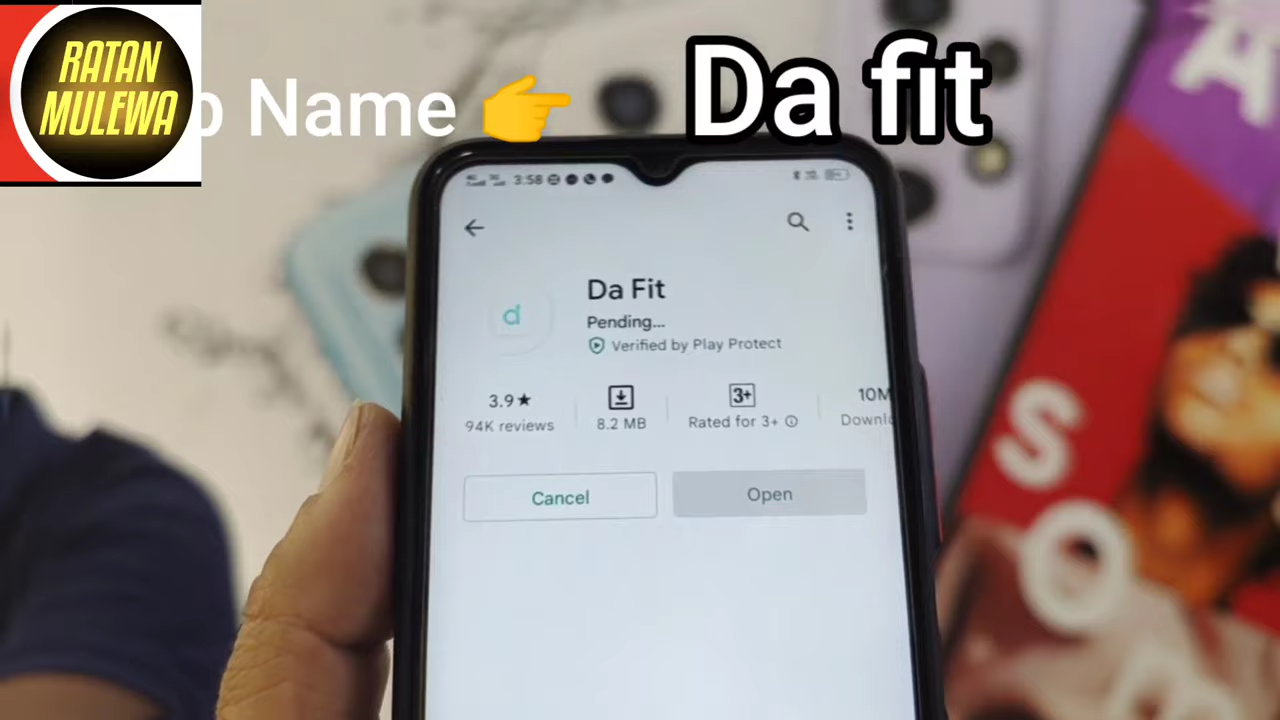 RATAN
MULEWA
p Name 👉 Da fit
3:58
Da Fit
Pending...
Verified by Play Protect
3.9★
94K reviews
8.2 MB
3+
Rated for 3+
10M
Downlo
Cancel
Open
A
S
O